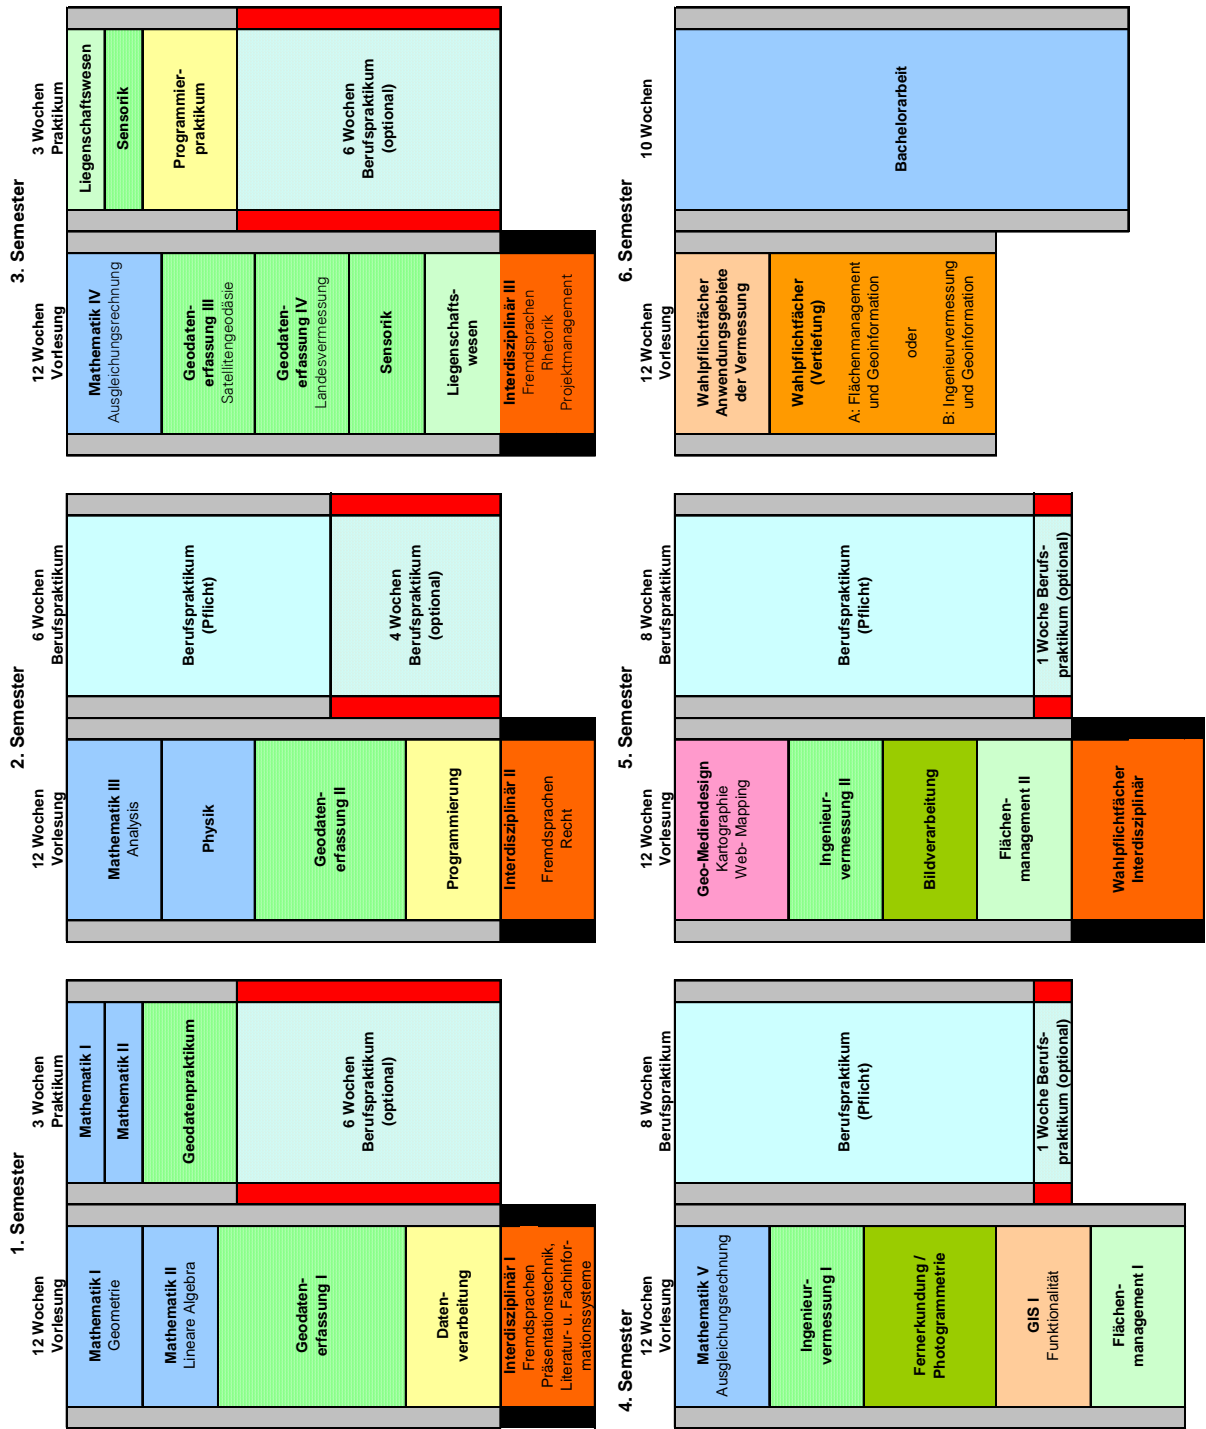 1. Semester
12 Wochen
Vorlesung
3 Wochen
Praktikum
Mathematik I
Geometrie
Mathematik II
Lineare Algebra
Geodaten-
erfassung I
Daten-
verarbeitung
Interdisziplinär I
Fremdsprachen
Präsentationstechnik,
Literatur- u. Fachinfor-
mationssysteme
Mathematik I
Mathematik II
Geodatenpraktikum
6 Wochen
Berufspraktikum
(optional)
2. Semester
12 Wochen
Vorlesung
6 Wochen
Berufspraktikum
Mathematik III
Analysis
Physik
Geodaten-
erfassung II
Programmierung
Interdisziplinär II
Fremdsprachen
Recht
Berufspraktikum
(Pflicht)
4 Wochen
Berufspraktikum
(optional)
3. Semester
12 Wochen
Vorlesung
3 Wochen
Praktikum
Mathematik IV
Ausgleichungsrechnung
Geodaten-
erfassung III
Satellitengeodäsie
Geodaten-
erfassung IV
Landesvermessung
Sensorik
Liegenschafts-
wesen
Interdisziplinär III
Fremdsprachen
Rhetorik
Projektmanagement
Liegenschaftswesen
Sensorik
Programmier-
praktikum
6 Wochen
Berufspraktikum
(optional)
4. Semester
12 Wochen
Vorlesung
8 Wochen
Berufspraktikum
Mathematik V
Ausgleichungsrechnung
Ingenieur-
vermessung I
Fernerkundung /
Photogrammetrie
GIS I
Funktionalität
Flächen-
management I
Berufspraktikum
(Pflicht)
1 Woche Berufs-
praktikum (optional)
5. Semester
12 Wochen
Vorlesung
8 Wochen
Berufspraktikum
Geo-Mediendesign
Kartographie
Web- Mapping
Ingenieur-
vermessung II
Bildverarbeitung
Flächen-
management II
Wahlpflichtfächer
Interdisziplinär
Berufspraktikum
(Pflicht)
1 Woche Berufs-
praktikum (optional)
6. Semester
12 Wochen
Vorlesung
10 Wochen
Wahlpflichtfächer
Anwendungsgebiete
der Vermessung
Wahlpflichtfächer
(Vertiefung)
A: Flächenmanagement
und Geoinformation
oder
B: Ingenieurvermessung
und Geoinformation
Bachelorarbeit